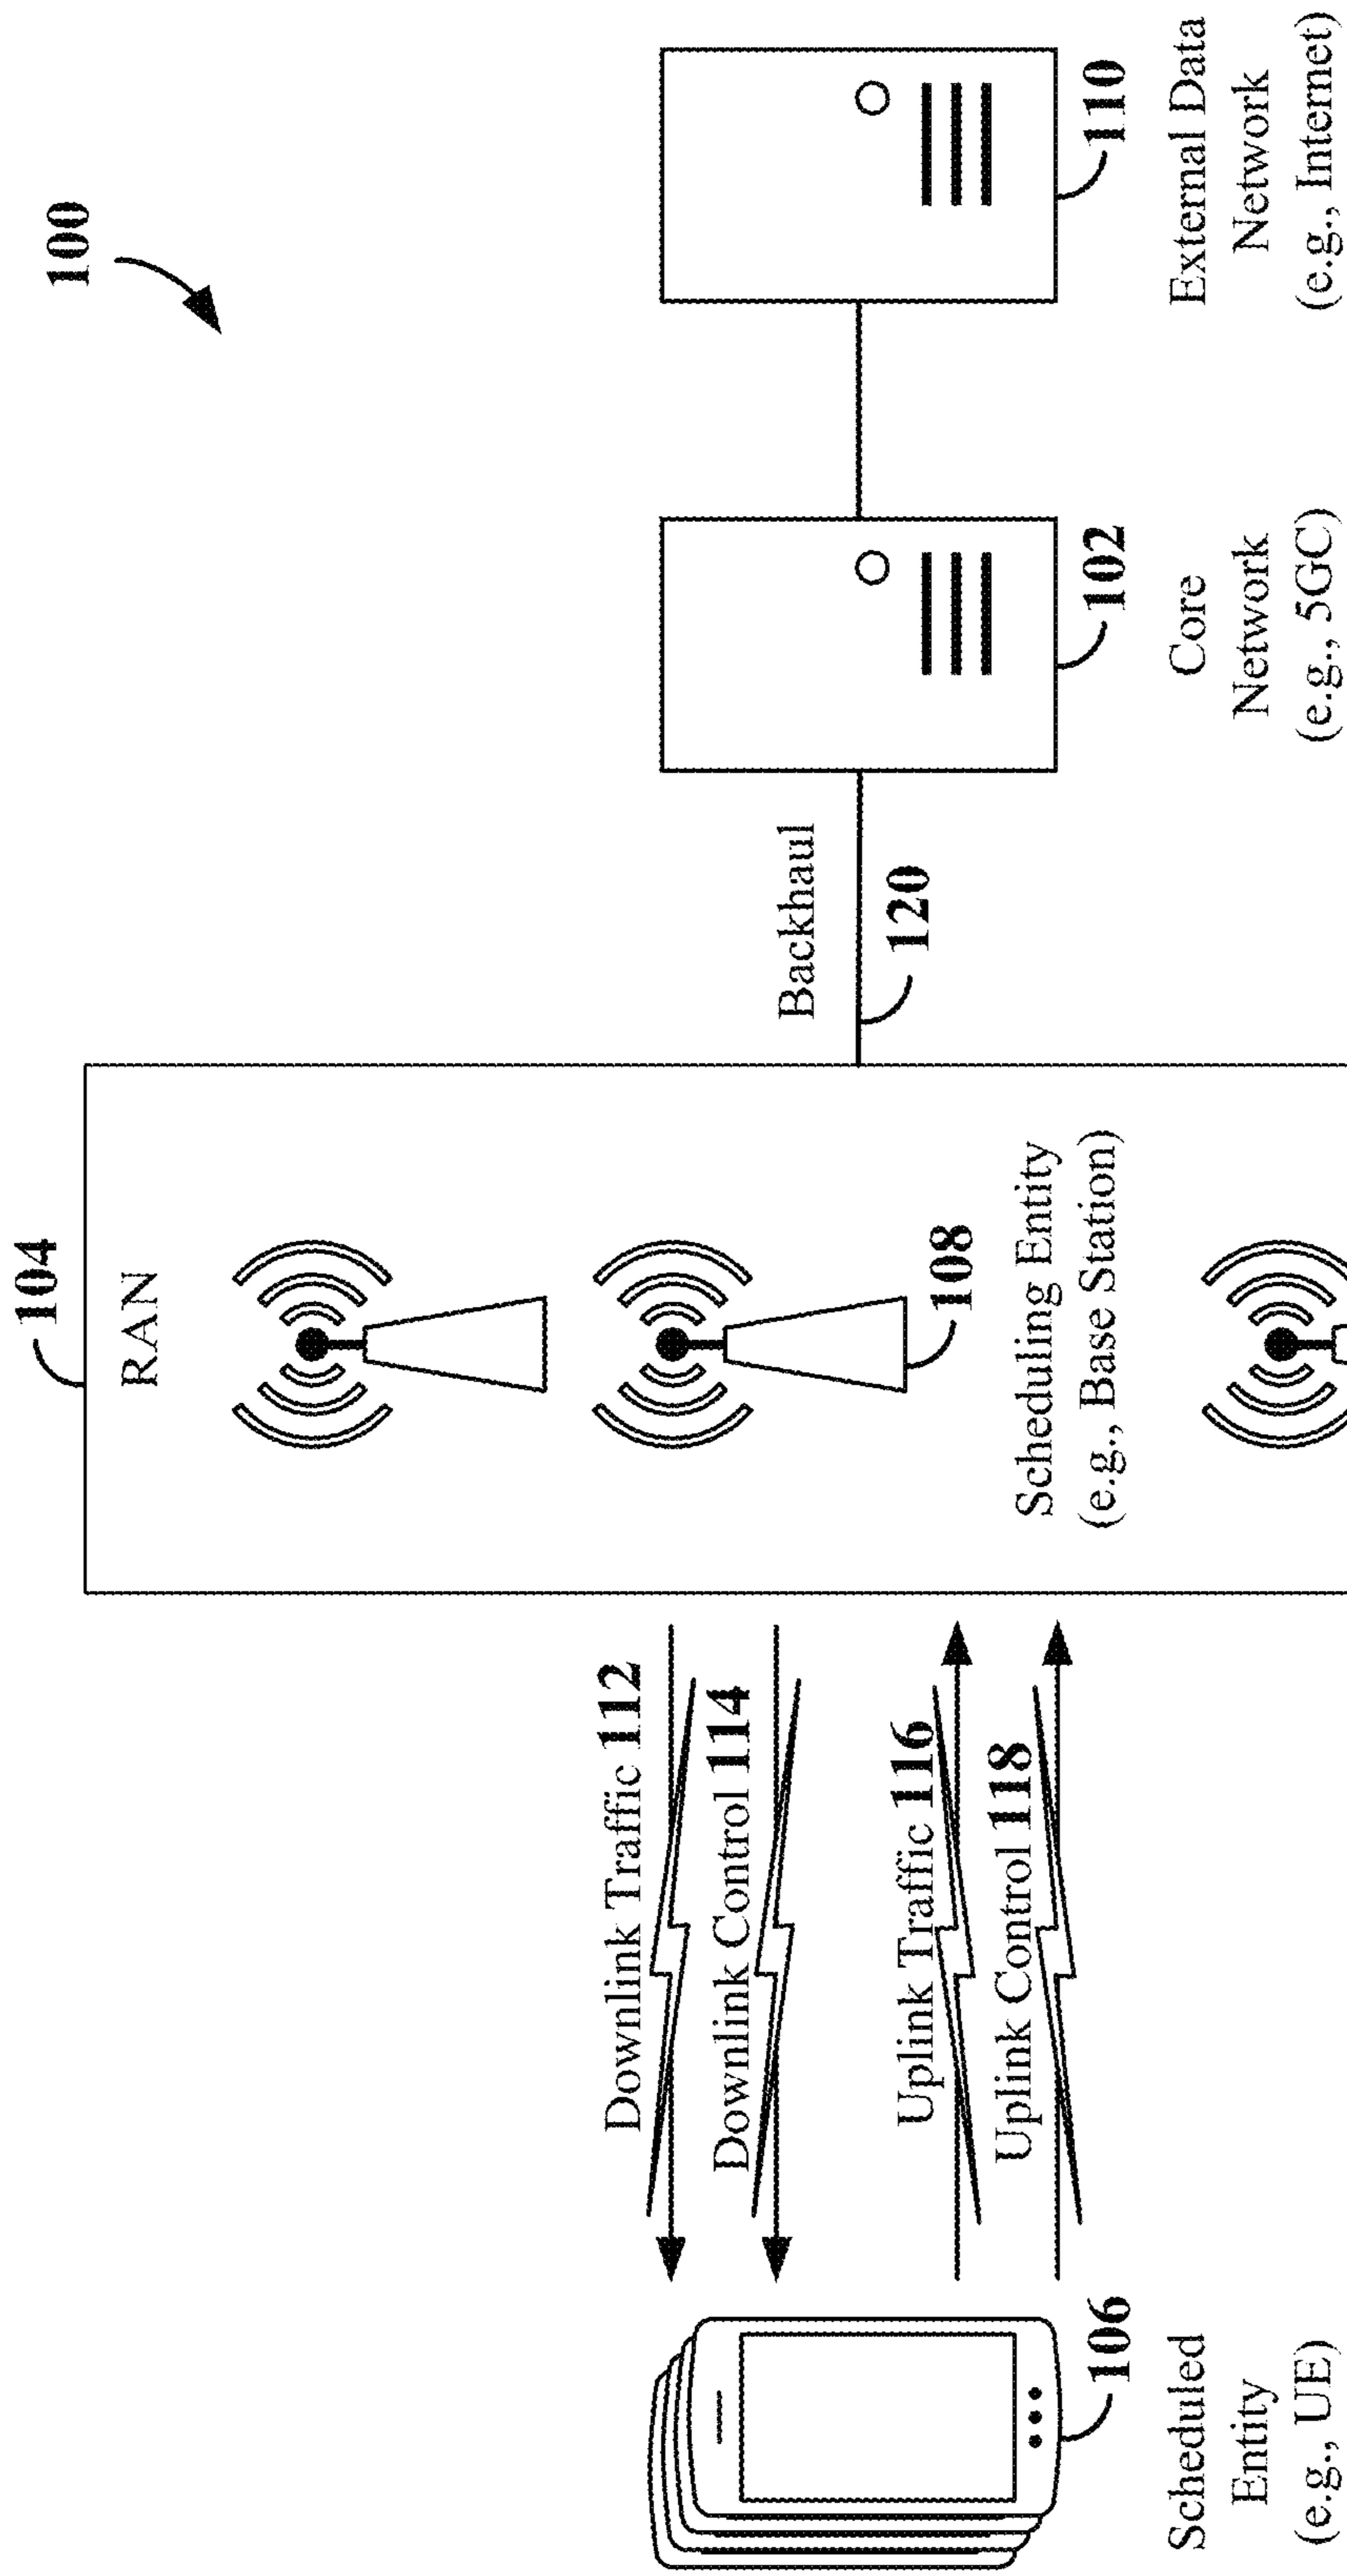 100
104
RAN
Downlink Traffic 112
Downlink Control 114
Uplink Traffic 116
Uplink Control 118
108
Scheduling Entity
(e.g., Base Station)
Backhaul
120
106
Scheduled
Entity
(e.g., UE)
102
Core
Network
(e.g., 5GC)
110
External Data
Network
(e.g., Internet)